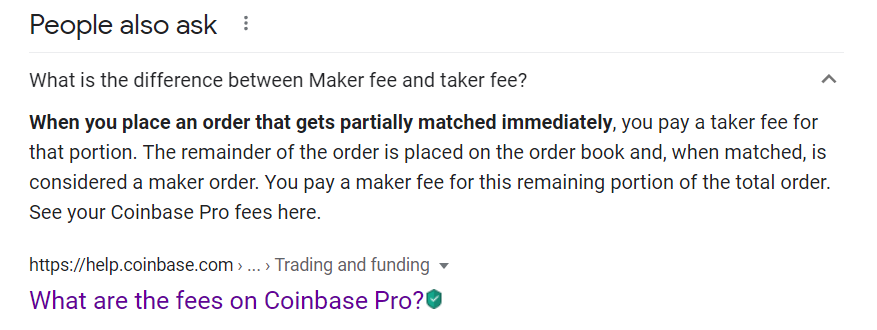 People also ask
What is the difference between Maker fee and taker fee?
When you place an order that gets partially matched immediately, you pay a taker fee for
that portion. The remainder of the order is placed on the order book and, when matched, is
considered a maker order. You pay a maker fee for this remaining portion of the total order.
See your Coinbase Pro fees here.
https://help.coinbase.com › ... › Trading and funding
What are the fees on Coinbase Pro?